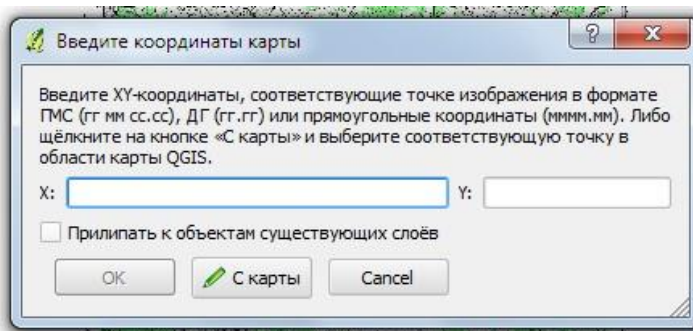 Введите координаты карты
Введите XY-координаты, соответствующие точке изображения в формате
ГМС (гг мм сс.сс), ДГ (гг.гг) или прямоугольные координаты (мммм.мм). Либо
щёлкните на кнопке «С карты» и выберите соответствующую точку в
области карты QGIS.
X: Y:
Прилипать к объектам существующих слоёв
OK С карты Cancel